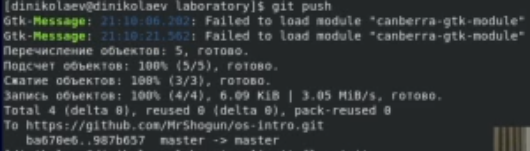 [dinikolaev@dinikolaev laboratory]$ git push
Gtk-Message: 21:10:06.202: Failed to load module "canberra-gtk-module"
Gtk-Message: 21:10:21.562: Failed to load module "canberra-gtk-module"
Перечисление объектов: 5, готово.
Подсчет объектов: 100% (5/5), готово.
Сжатие объектов: 100% (3/3), готово.
Запись объектов: 100% (4/4), 6.09 KiB | 3.05 MiB/s, готово.
Total 4 (delta 0), reused 0 (delta 0), pack-reused 0
To https://github.com/MrShogun/os-intro.git
ba670e6..987b657 master -> master